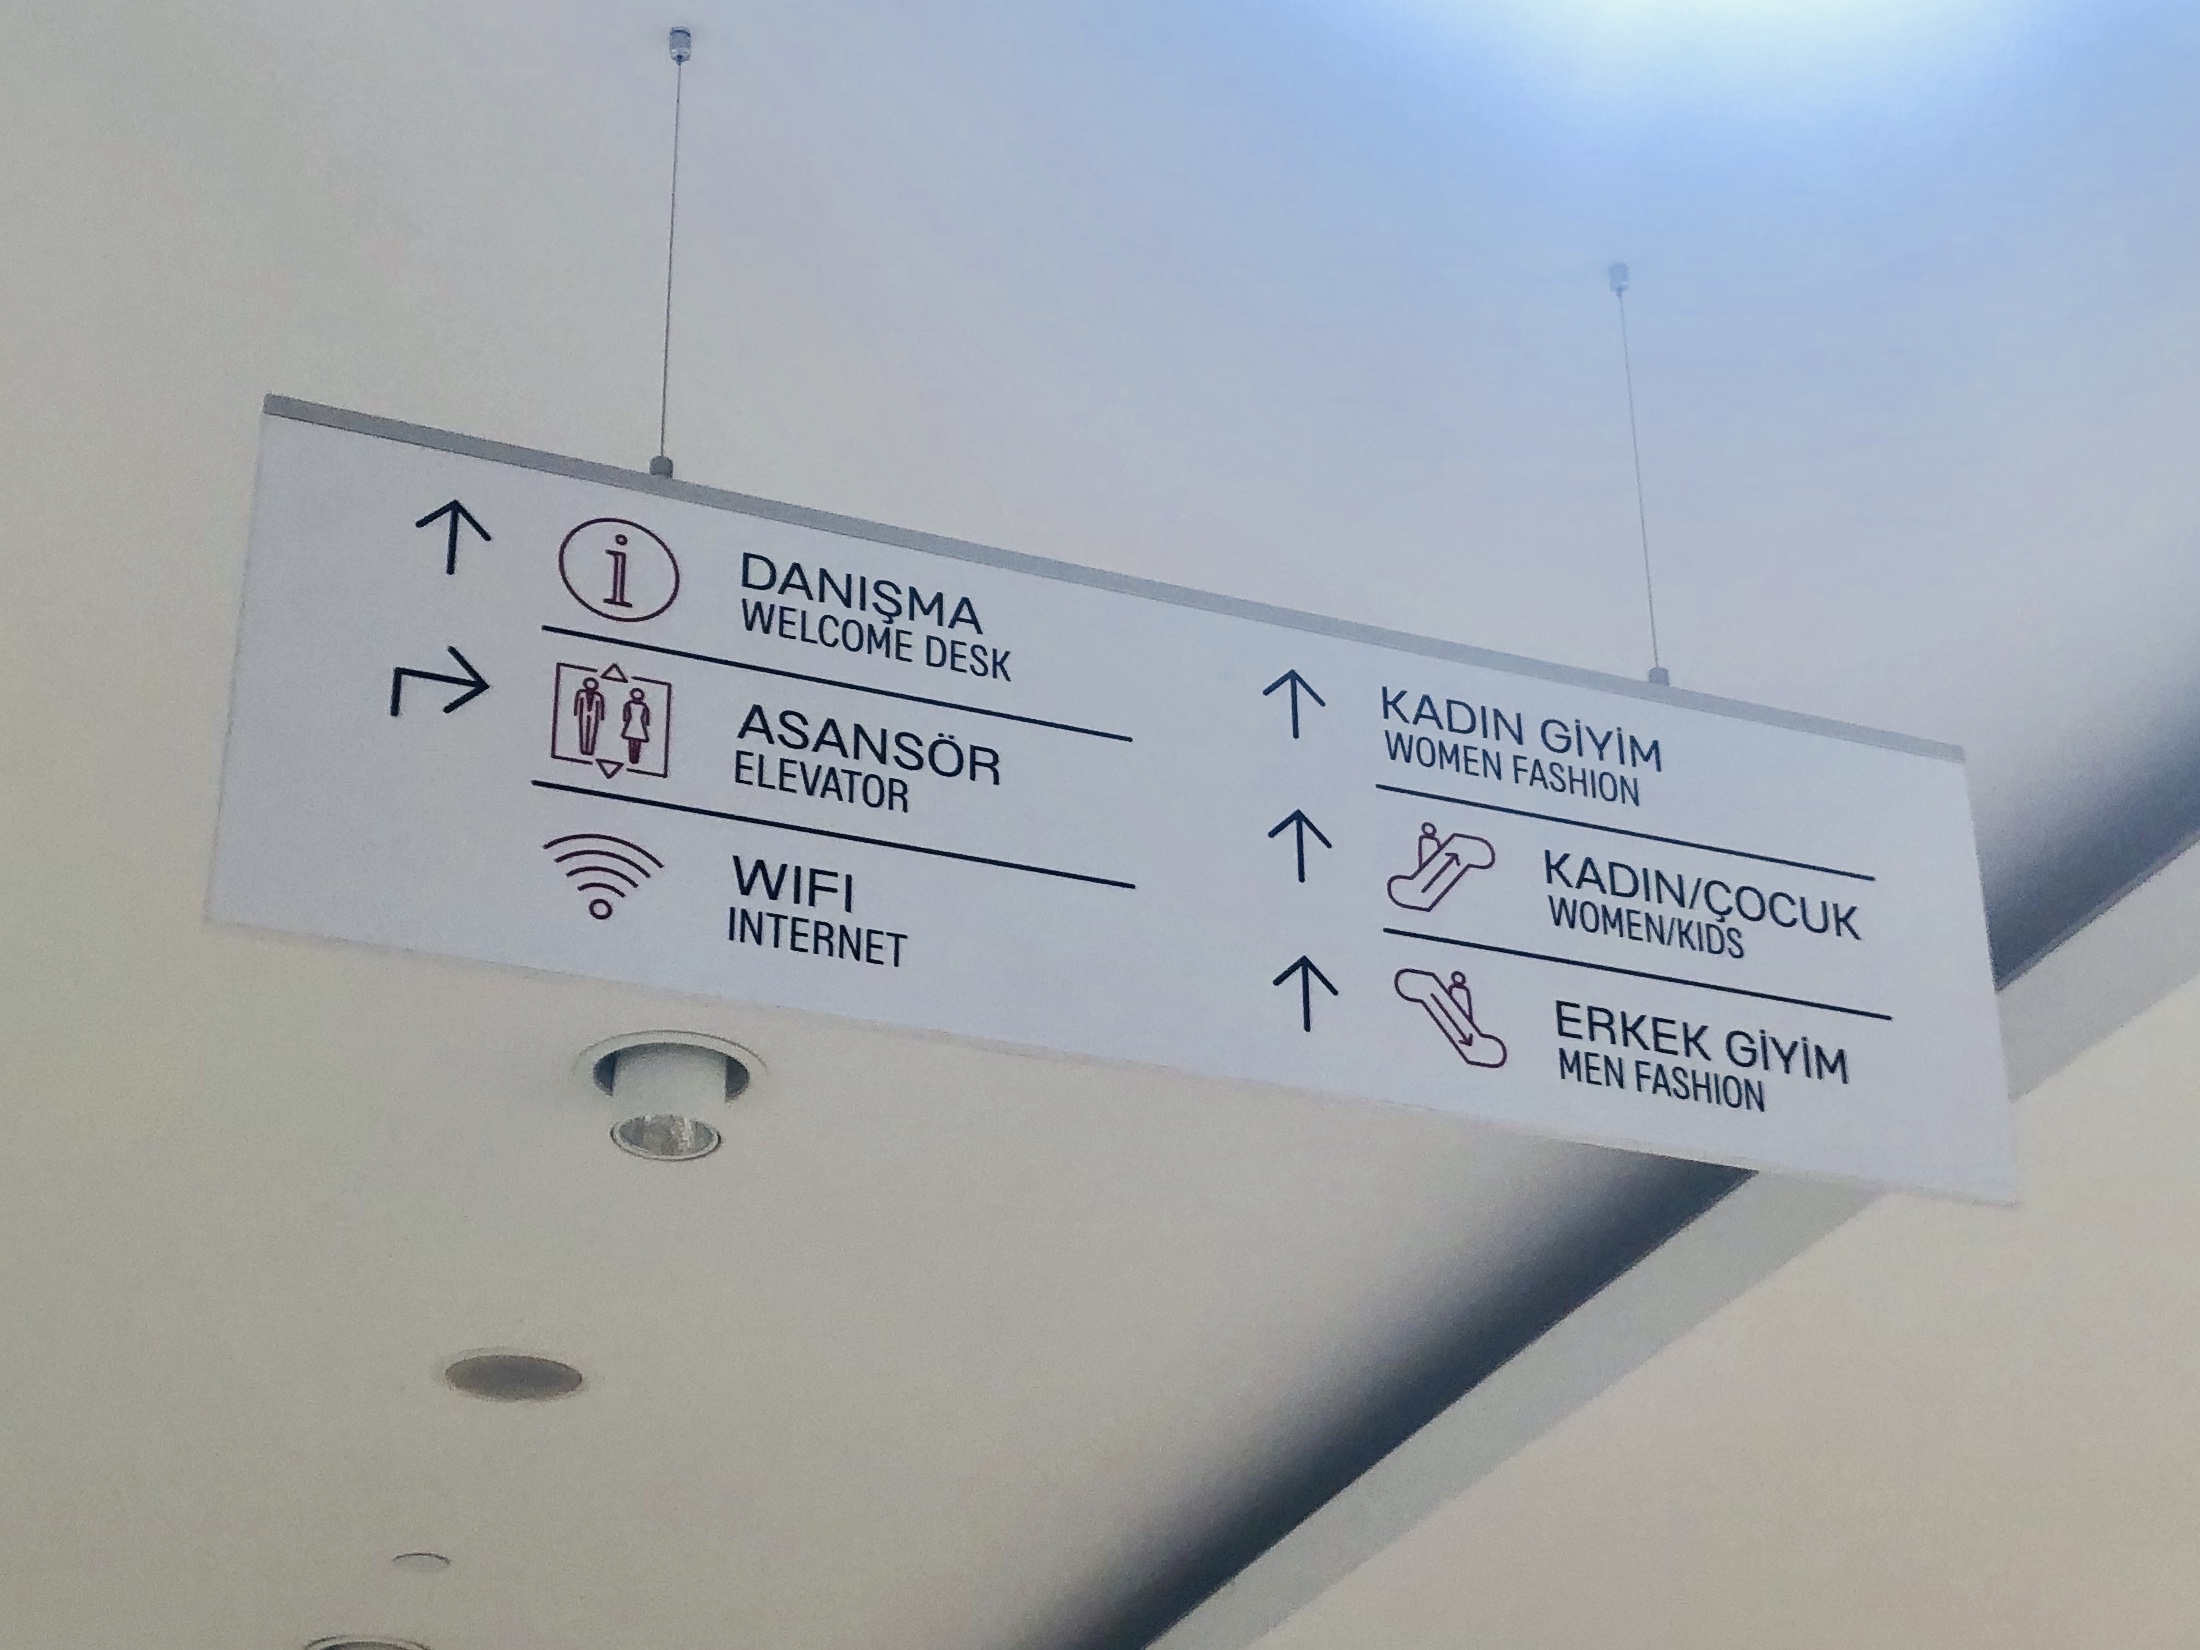 DANIŞMA
WELCOME DESK
ASANSÖR
ELEVATOR
WIFI
INTERNET
KADIN GİYİM
WOMEN FASHION
KADIN/ÇOCUK
WOMEN/KIDS
ERKEK GİYİM
MEN FASHION